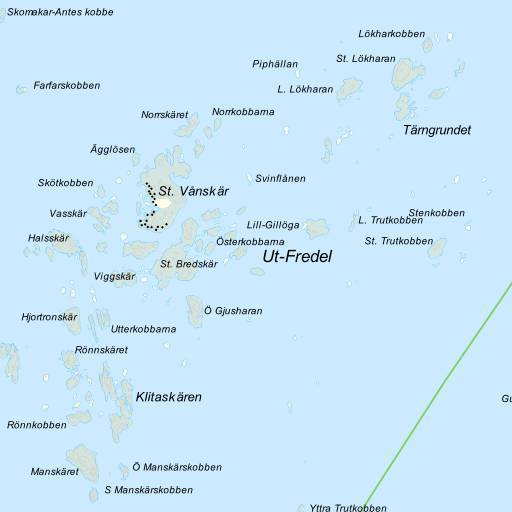 Skomakar-Antes kobbe
Lökharkobben
St. Lökharan
Piphällan
Farfarskobben
L. Lökharan
Norrkobbarna
Norrskäret
Tärngrundet
Ägglösen
Svinflånen
Skötkobben
St. Vånskär
Vasskär
Stenkobben
L. Trutkobben
Lill-Gillöga
Halsskär
Österkobbarna
St. Trutkobben
Ut-Fredel
St. Bredskär
Viggskär
Ö Gjusharan
Hjortronskär
Utterkobbarna
Rönnskäret
Klitaskären
Gu
Rönnkobben
Ö Manskärskobben
Manskäret
S Manskärskobben
Yttra Trutkobben